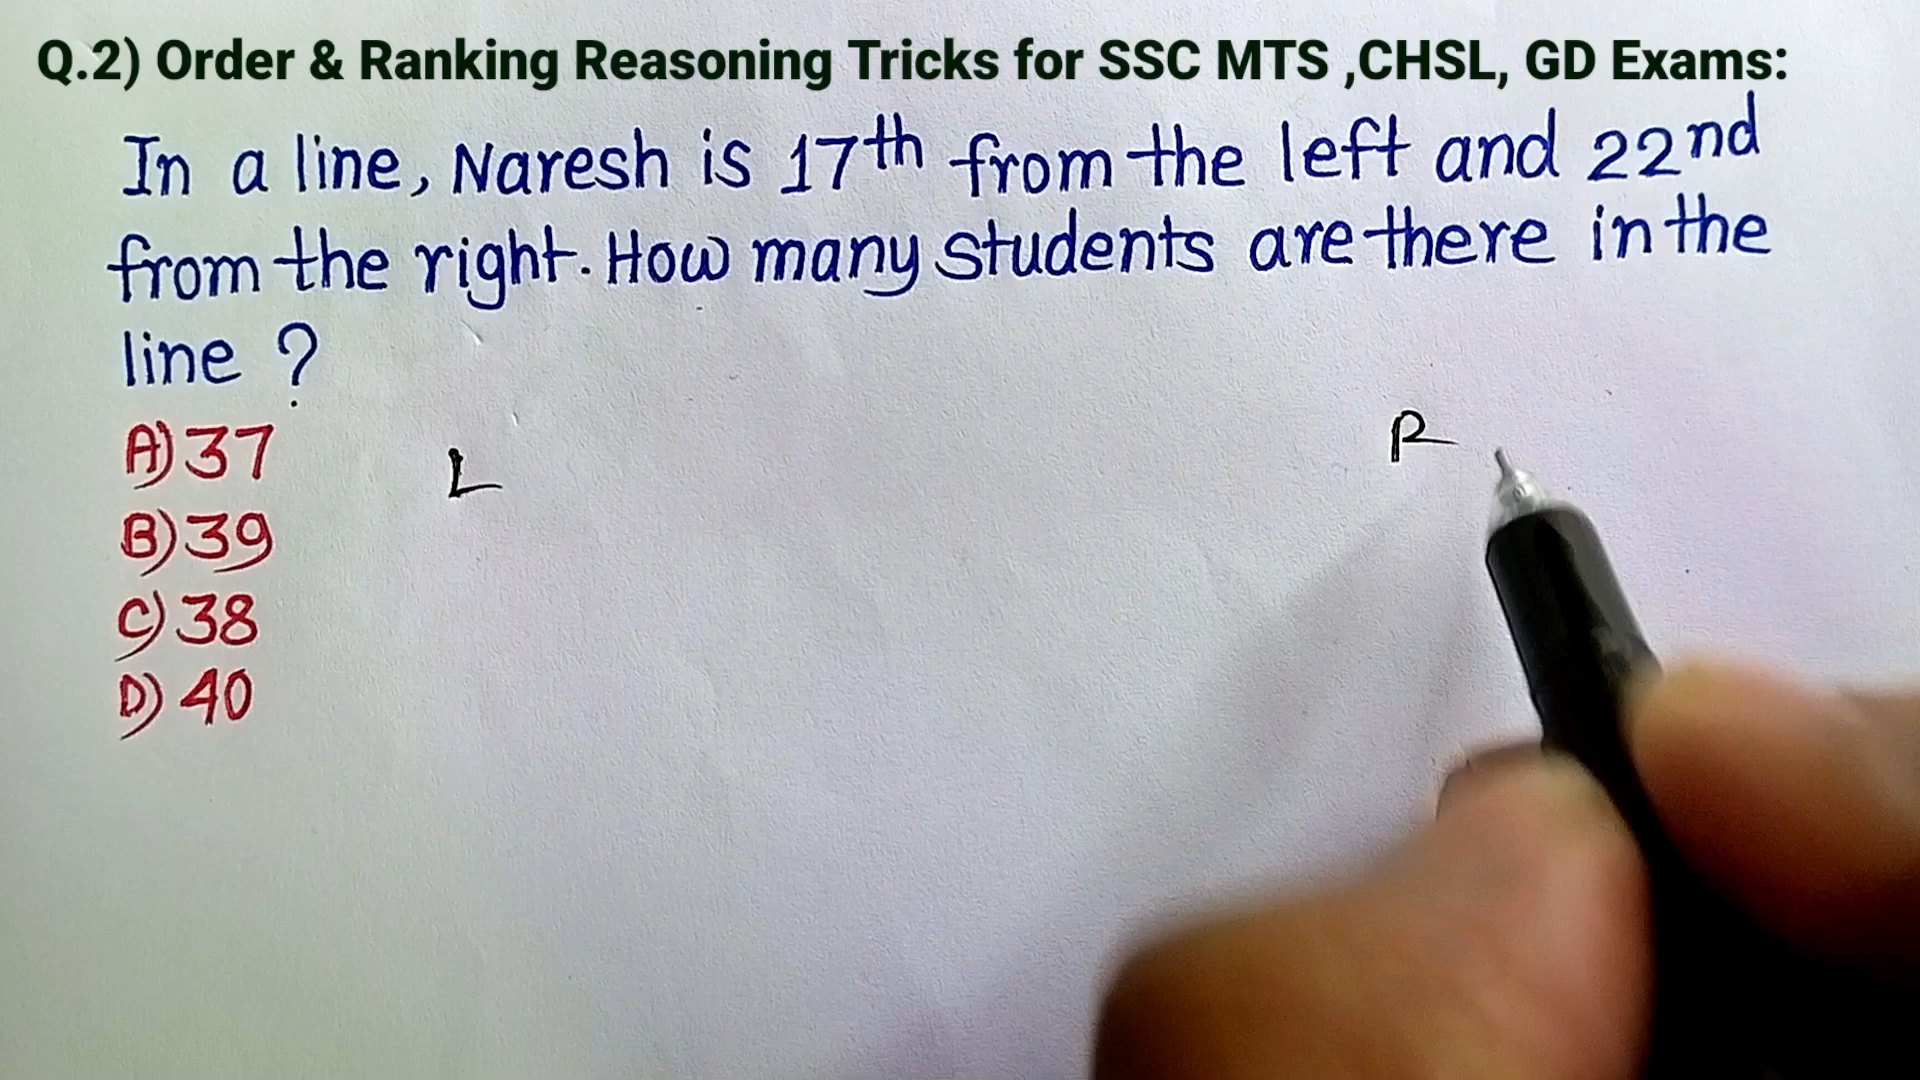 Q.2) Order & Ranking Reasoning Tricks for SSC MTS ,CHSL, GD Exams:
In a line, Naresh is 17th from the left and 22nd
from the right. How many students are there in the
line ?
A) 37
L
R
B) 39
C) 38
D) 40